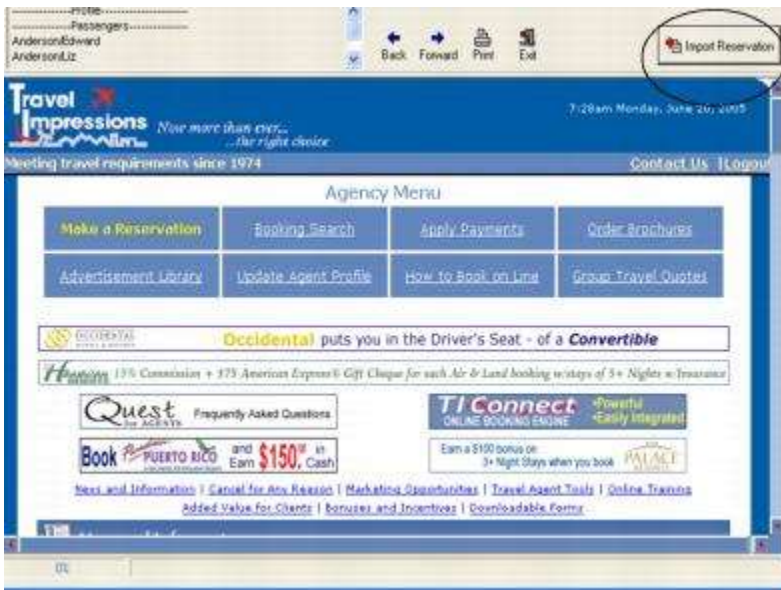 Profile
Passengers
Anderson/Edward
Anderson/Liz
Back Forward Print Exit
Import Reservation
Travel
Impressions
Now more than ever...
...the right choice
7:28am Monday, June 20, 2005
Meeting travel requirements since 1974
Contact Us | Logout
Agency Menu
Make a Reservation Booking Search Apply Payments Order Brochures
Advertisement Library Update Agent Profile How to Book on Line Group Travel Quotes
OCCIDENTAL
Occidental puts you in the Driver's Seat - of a Convertible
15% Commission + $75 American Express® Gift Cheque for each Air & Land booking w/stays of 5+ Nights w/Insurance
Quest for AGENTS Frequently Asked Questions
TI Connect
ONLINE BOOKING ENGINE
•Powerful
•Easily Integrated
Book PUERTO RICO and Earn $150. in Cash
Earn a $100 bonus on
3+ Night Stays when you book
PALACE
News and Information | Cancel for Any Reason | Marketing Opportunities | Travel Agent Tools | Online Training
Added Value for Clients | Bonuses and Incentives | Downloadable Forms